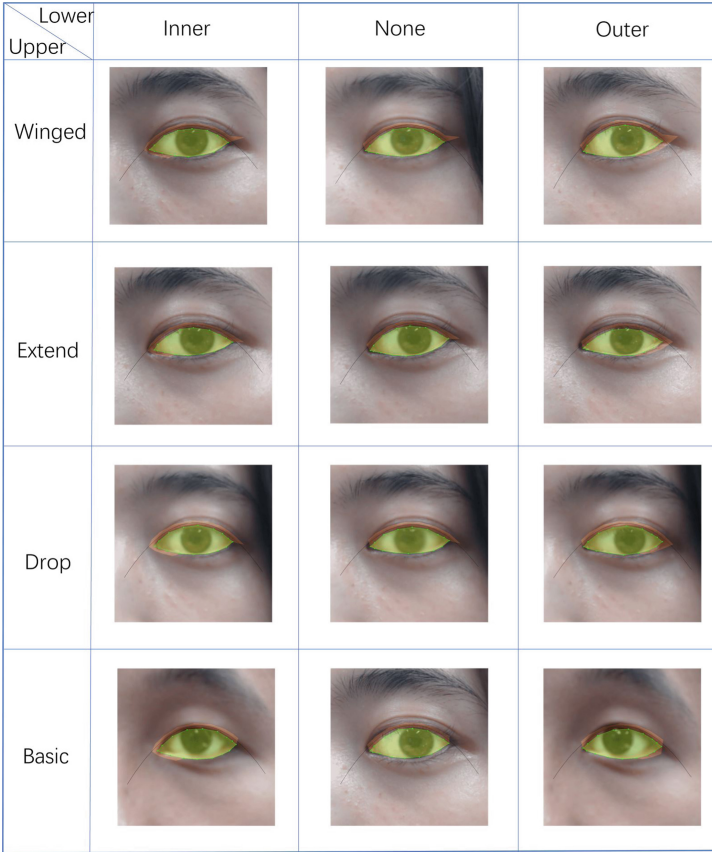 Lower
Upper
Inner
None
Outer
Winged
Extend
Drop
Basic